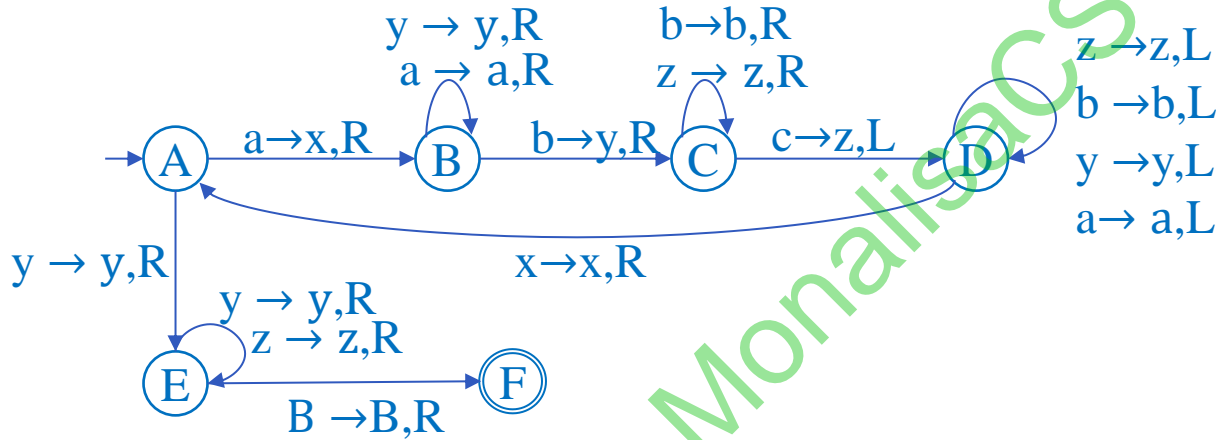 y → y,R
a → a,R
b→b,R
z → z,R
z →z,L
b →b,L
y →y,L
a→ a,L
A
a→x,R
B
b→y,R
C
c→z,L
D
x→x,R
y → y,R
y → y,R
z → z,R
E
B →B,R
F
MonalisaCS